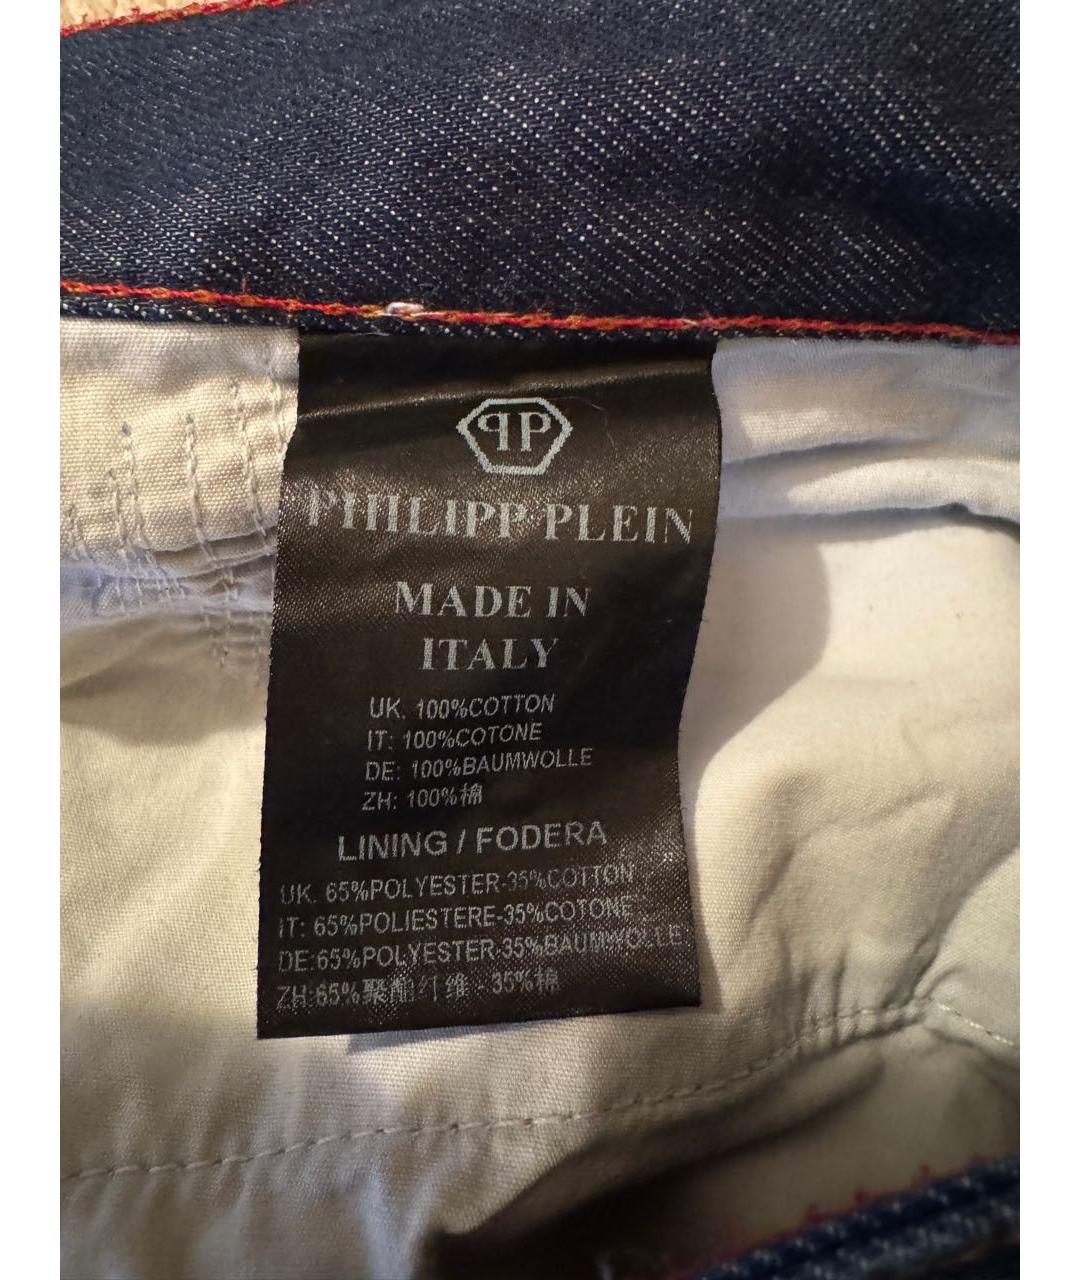 PP
PHILIPP PLEIN
MADE IN
ITALY
UK. 100%COTTON
IT: 100%COTONE
DE: 100%BAUMWOLLE
ZH: 100%棉
LINING / FODERA
UK. 65%POLYESTER-35%COTTON
IT: 65%POLIESTERE-35%COTONE
DE:65%POLYESTER-35%BAUMWOLLE
ZH:65%聚酯纤维 - 35%棉